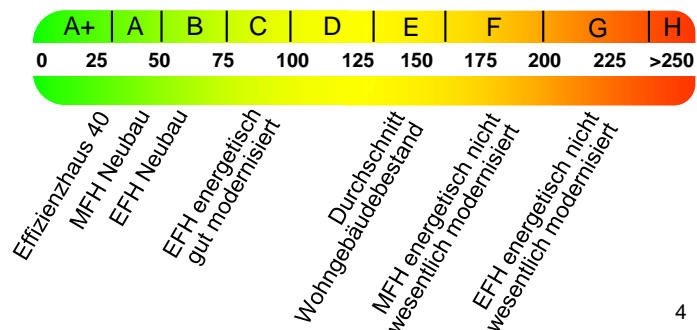 A+ A B C D E F G H
0 25 50 75 100 125 150 175 200 225 >250
Effizienzhaus 40
MFH Neubau
EFH Neubau
EFH energetisch
gut modernisiert
Durchschnitt
Wohngebäudebestand
MFH energetisch nicht
wesentlich modernisiert
EFH energetisch nicht
wesentlich modernisiert
4